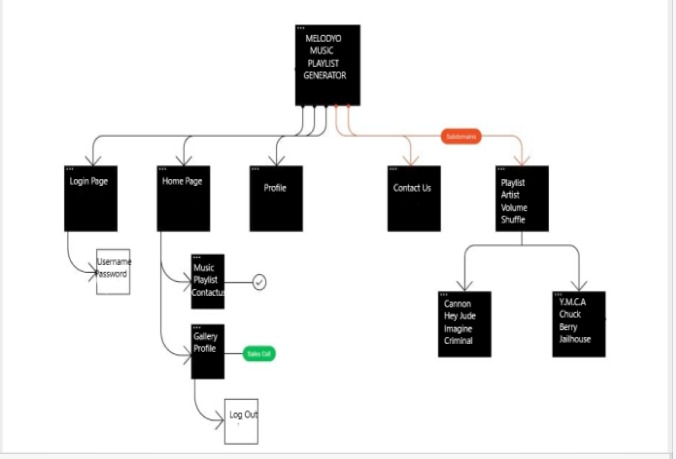 MELODYO
MUSIC
PLAYLIST
GENERATOR
Subdomains
Login Page
Home Page
Profile
Contact Us
Playlist
Artist
Volume
Shuffle
Username
Password
Music
Playlist
Contactus
Cannon
Hey Jude
Imagine
Criminal
Y.M.C.A
Chuck
Berry
Jailhouse
Gallery
Profile
Sales Call
Log Out